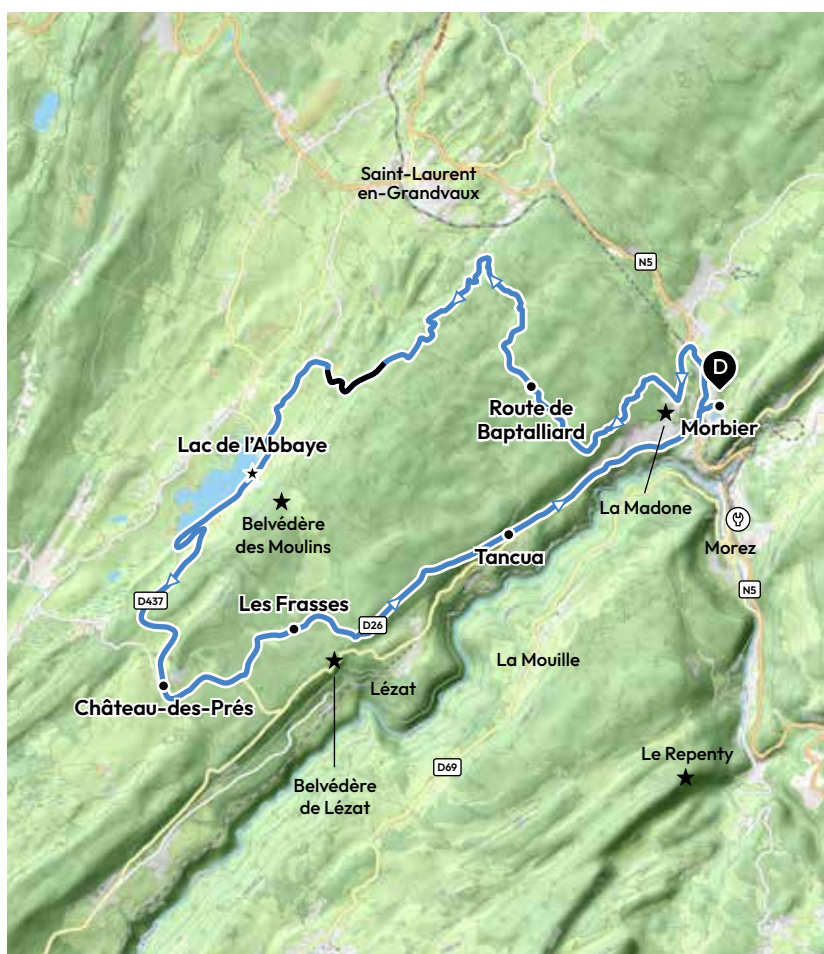 Saint-Laurent
en-Grandvaux
N5
D
Route de
Baptalliard
Morbier
Lac de l'Abbaye
La Madone
Belvédère
des Moulins
Morez
Tancua
N5
D437
Les Frasses
D26
La Mouille
Lézat
Château-des-Prés
Le Repenty
D69
Belvédère
de Lézat